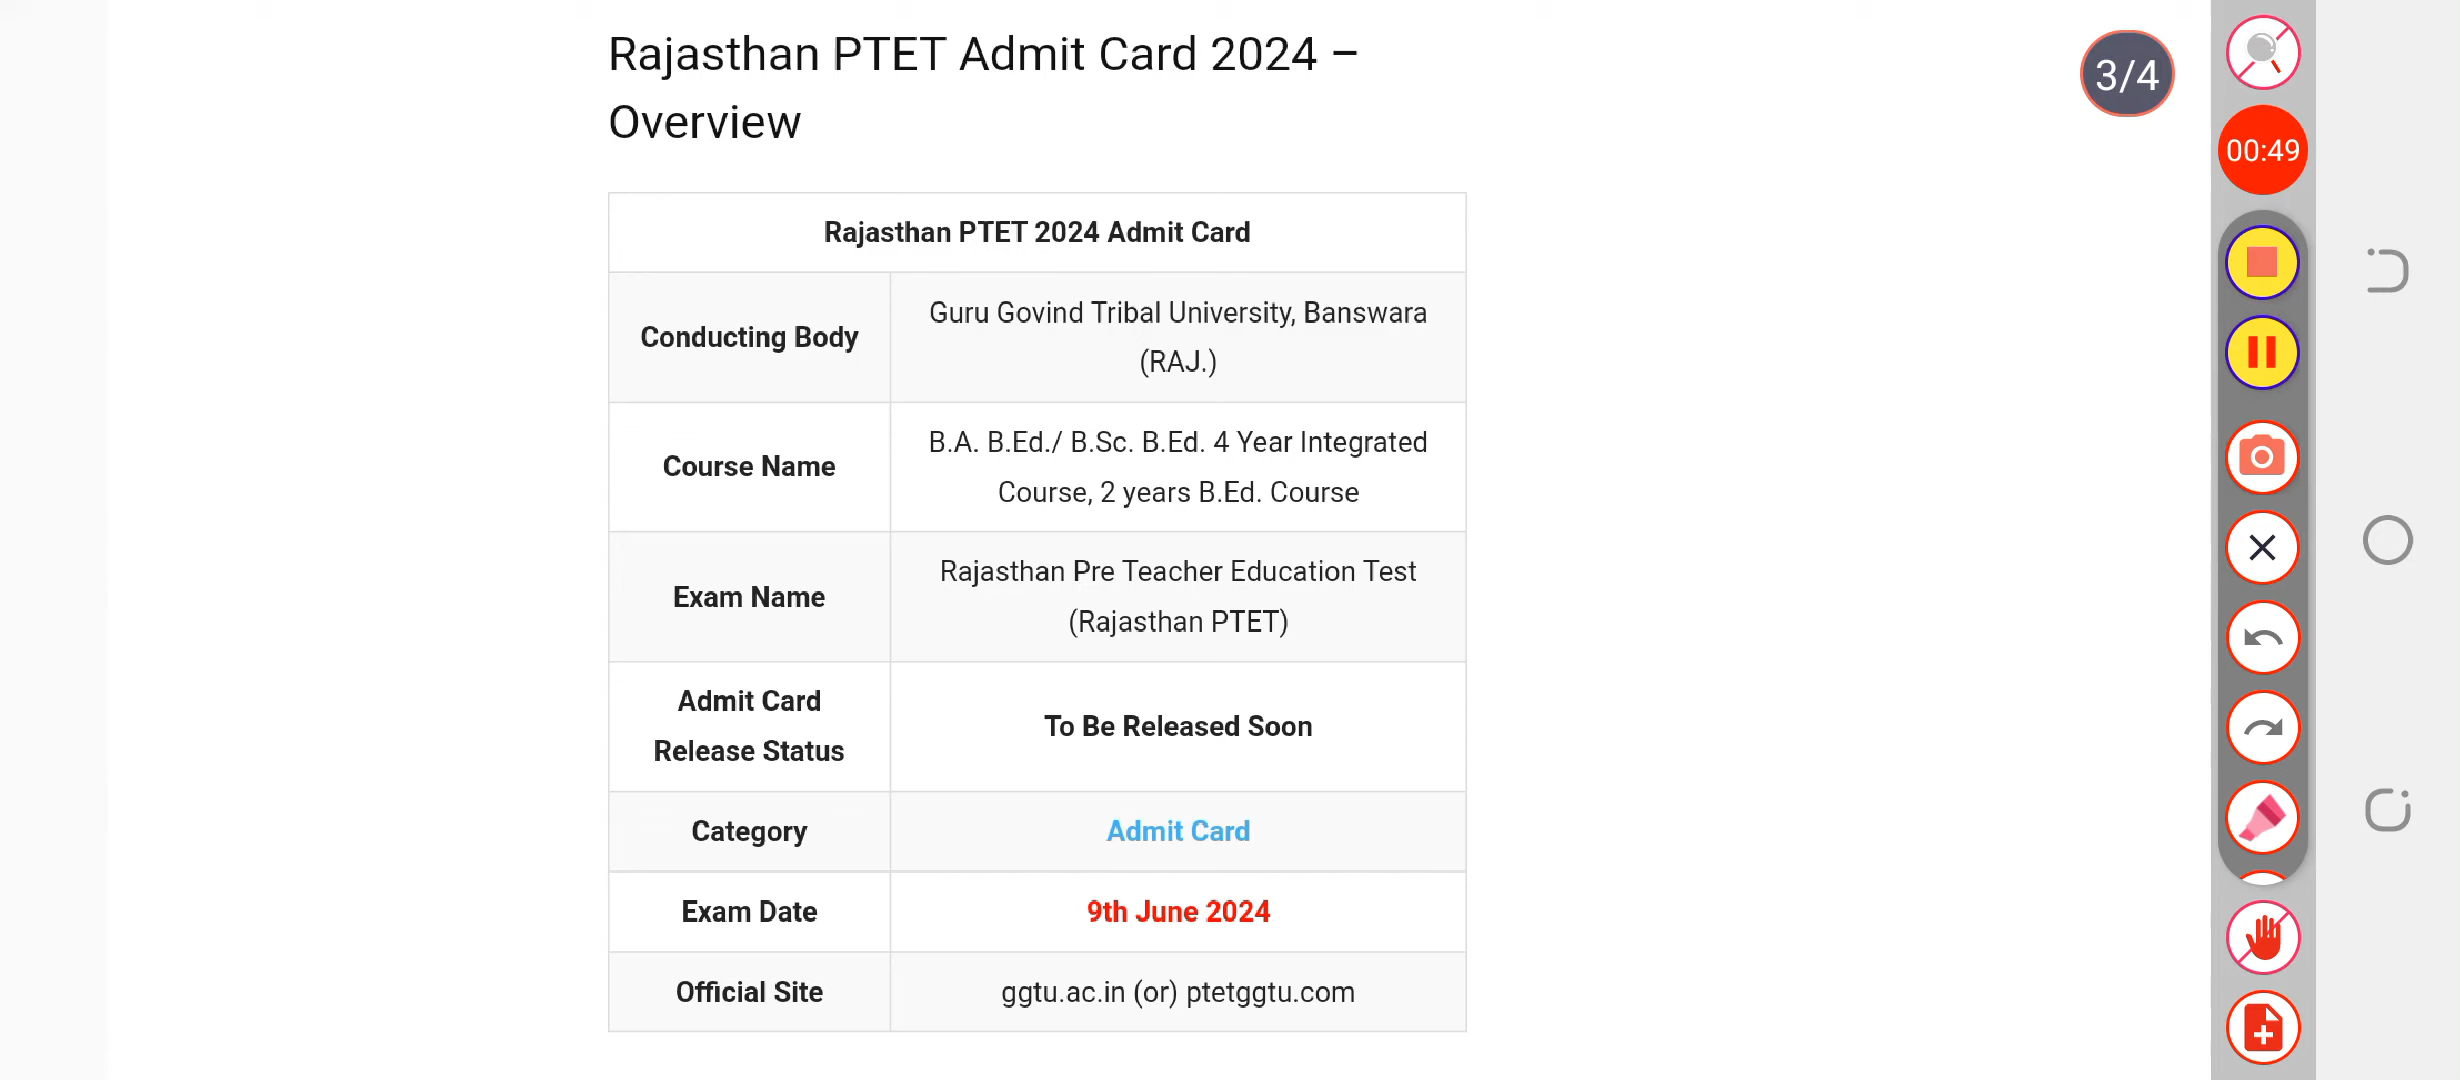 Rajasthan PTET Admit Card 2024 –
Overview
3/4
00:49
Rajasthan PTET 2024 Admit Card
Conducting Body
Guru Govind Tribal University, Banswara
(RAJ.)
Course Name
B.A. B.Ed./ B.Sc. B.Ed. 4 Year Integrated
Course, 2 years B.Ed. Course
Exam Name
Rajasthan Pre Teacher Education Test
(Rajasthan PTET)
Admit Card
Release Status
To Be Released Soon
Category
Admit Card
Exam Date
9th June 2024
Official Site
ggtu.ac.in (or) ptetggtu.com